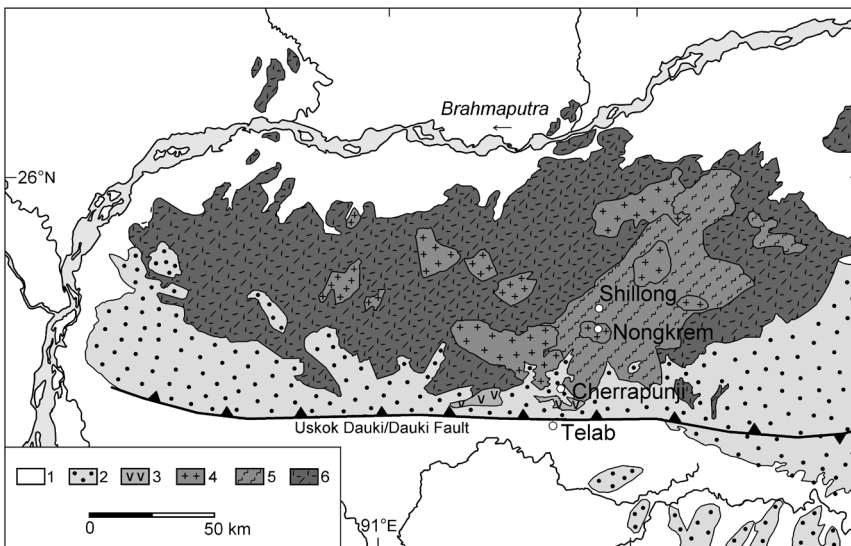 Brahmaputra
26°N
Shillong
Nongkrem
Cherrapunji
Uskok Dauki/Dauki Fault
Telab
1 2 3 4 5 6
0 50 km
91°E